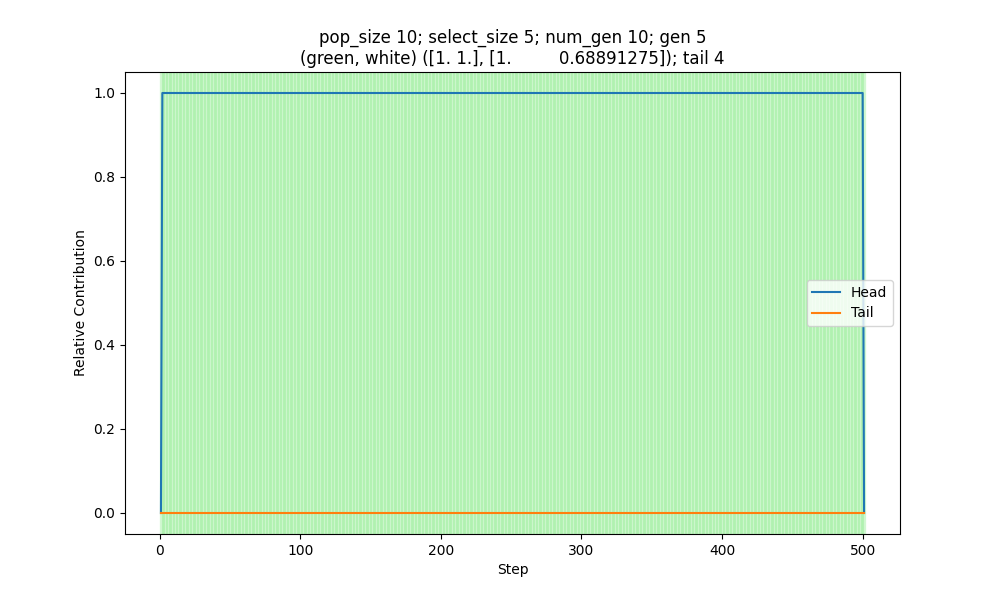 pop_size 10; select_size 5; num_gen 10; gen 5
(green, white) ([1. 1.], [1.          0.68891275]); tail 4
1.0
0.8
0.6
0.4
0.2
0.0
Relative Contribution
Head
Tail
0
100
200
300
400
500
Step